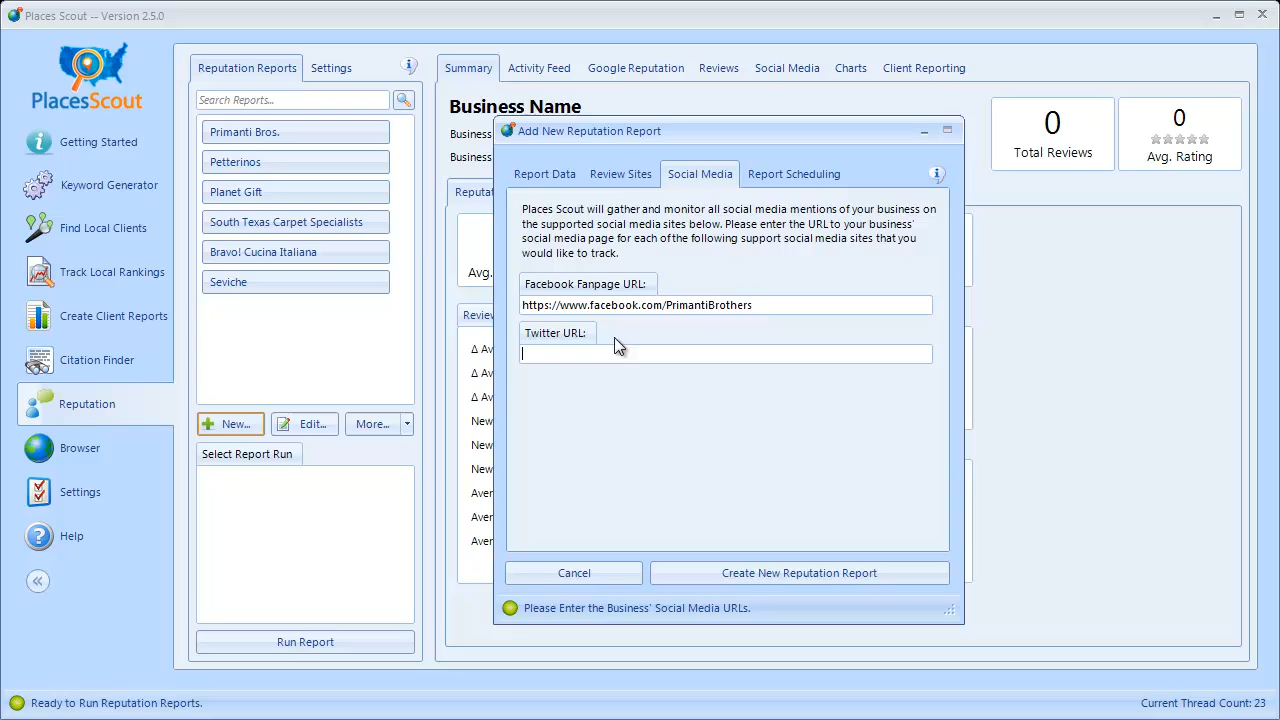 Places Scout -- Version 2.5.0
PlacesScout
Getting Started
Keyword Generator
Find Local Clients
Track Local Rankings
Create Client Reports
Citation Finder
Reputation
Browser
Settings
Help
Reputation Reports
Settings
Search Reports...
Primanti Bros.
Petterinos
Planet Gift
South Texas Carpet Specialists
Bravo! Cucina Italiana
Seviche
New...
Edit...
More...
Select Report Run
Run Report
Summary
Activity Feed
Google Reputation
Reviews
Social Media
Charts
Client Reporting
Business Name
Business
Business
0
Total Reviews
0
Avg. Rating
Avg.
Δ Av
Δ Av
Δ Av
New
New
New
Aver
Aver
Aver
Add New Reputation Report
Report Data
Review Sites
Social Media
Report Scheduling
Places Scout will gather and monitor all social media mentions of your business on
the supported social media sites below. Please enter the URL to your business'
social media page for each of the following support social media sites that you
would like to track.
Facebook Fanpage URL:
https://www.facebook.com/PrimantiBrothers
Twitter URL:
Cancel
Create New Reputation Report
Please Enter the Business' Social Media URLs.
Ready to Run Reputation Reports.
Current Thread Count: 23